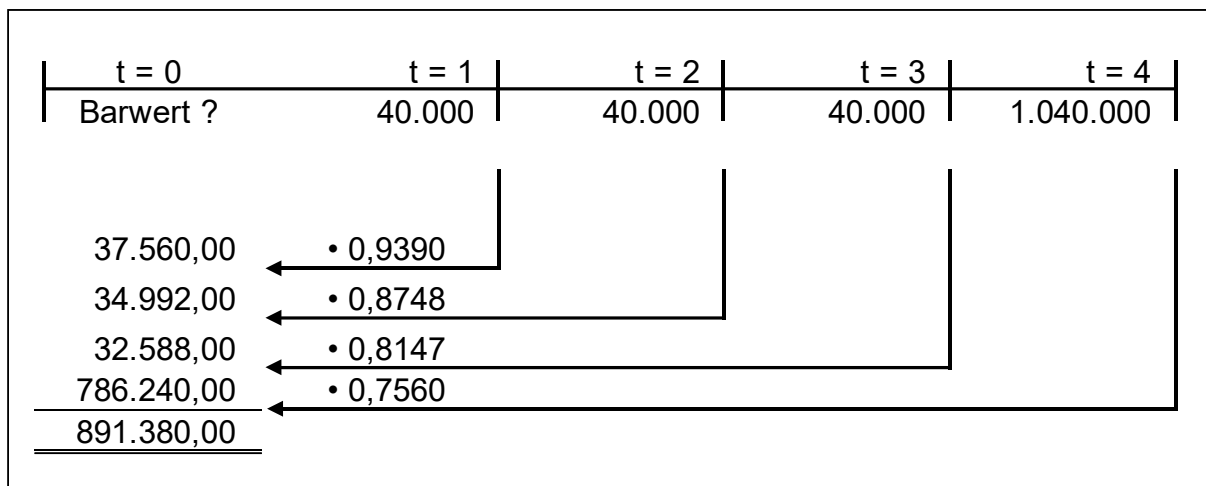 t = 0 t = 1 t = 2 t = 3 t = 4
Barwert ? 40.000 40.000 40.000 1.040.000
37.560,00 • 0,9390
34.992,00 • 0,8748
32.588,00 • 0,8147
786.240,00 • 0,7560
891.380,00